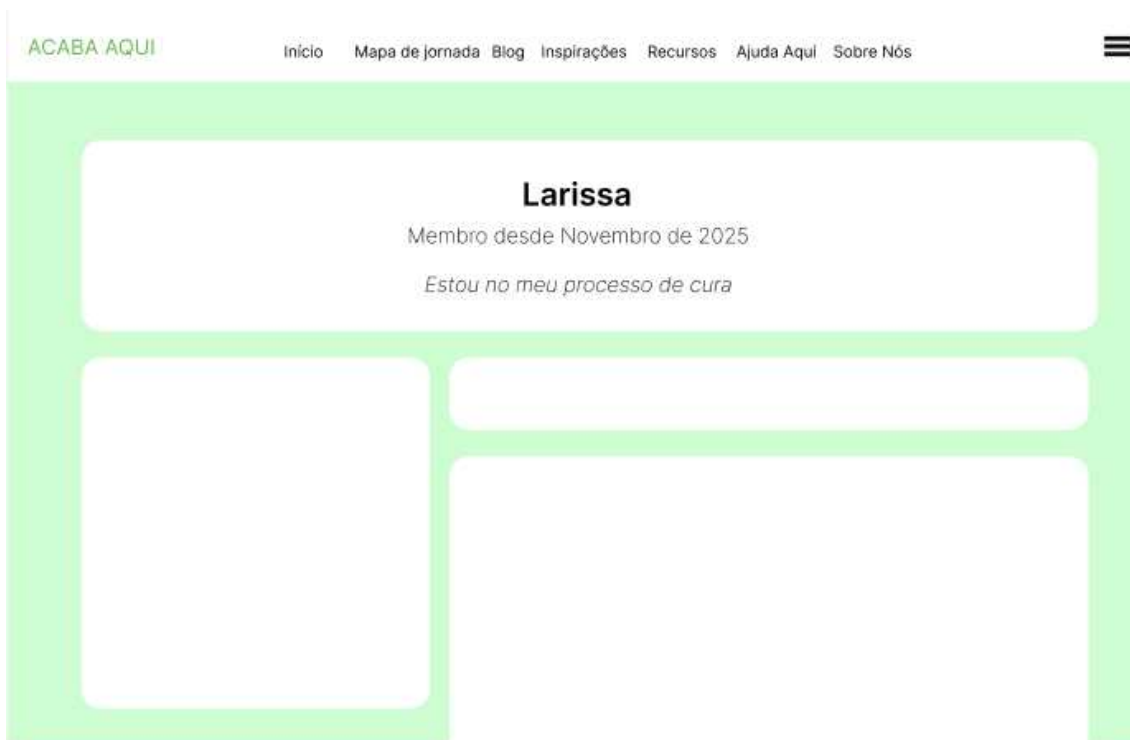 ACABA AQUI
Início Mapa de jornada Blog Inspirações Recursos Ajuda Aqui Sobre Nós
Larissa
Membro desde Novembro de 2025
Estou no meu processo de cura